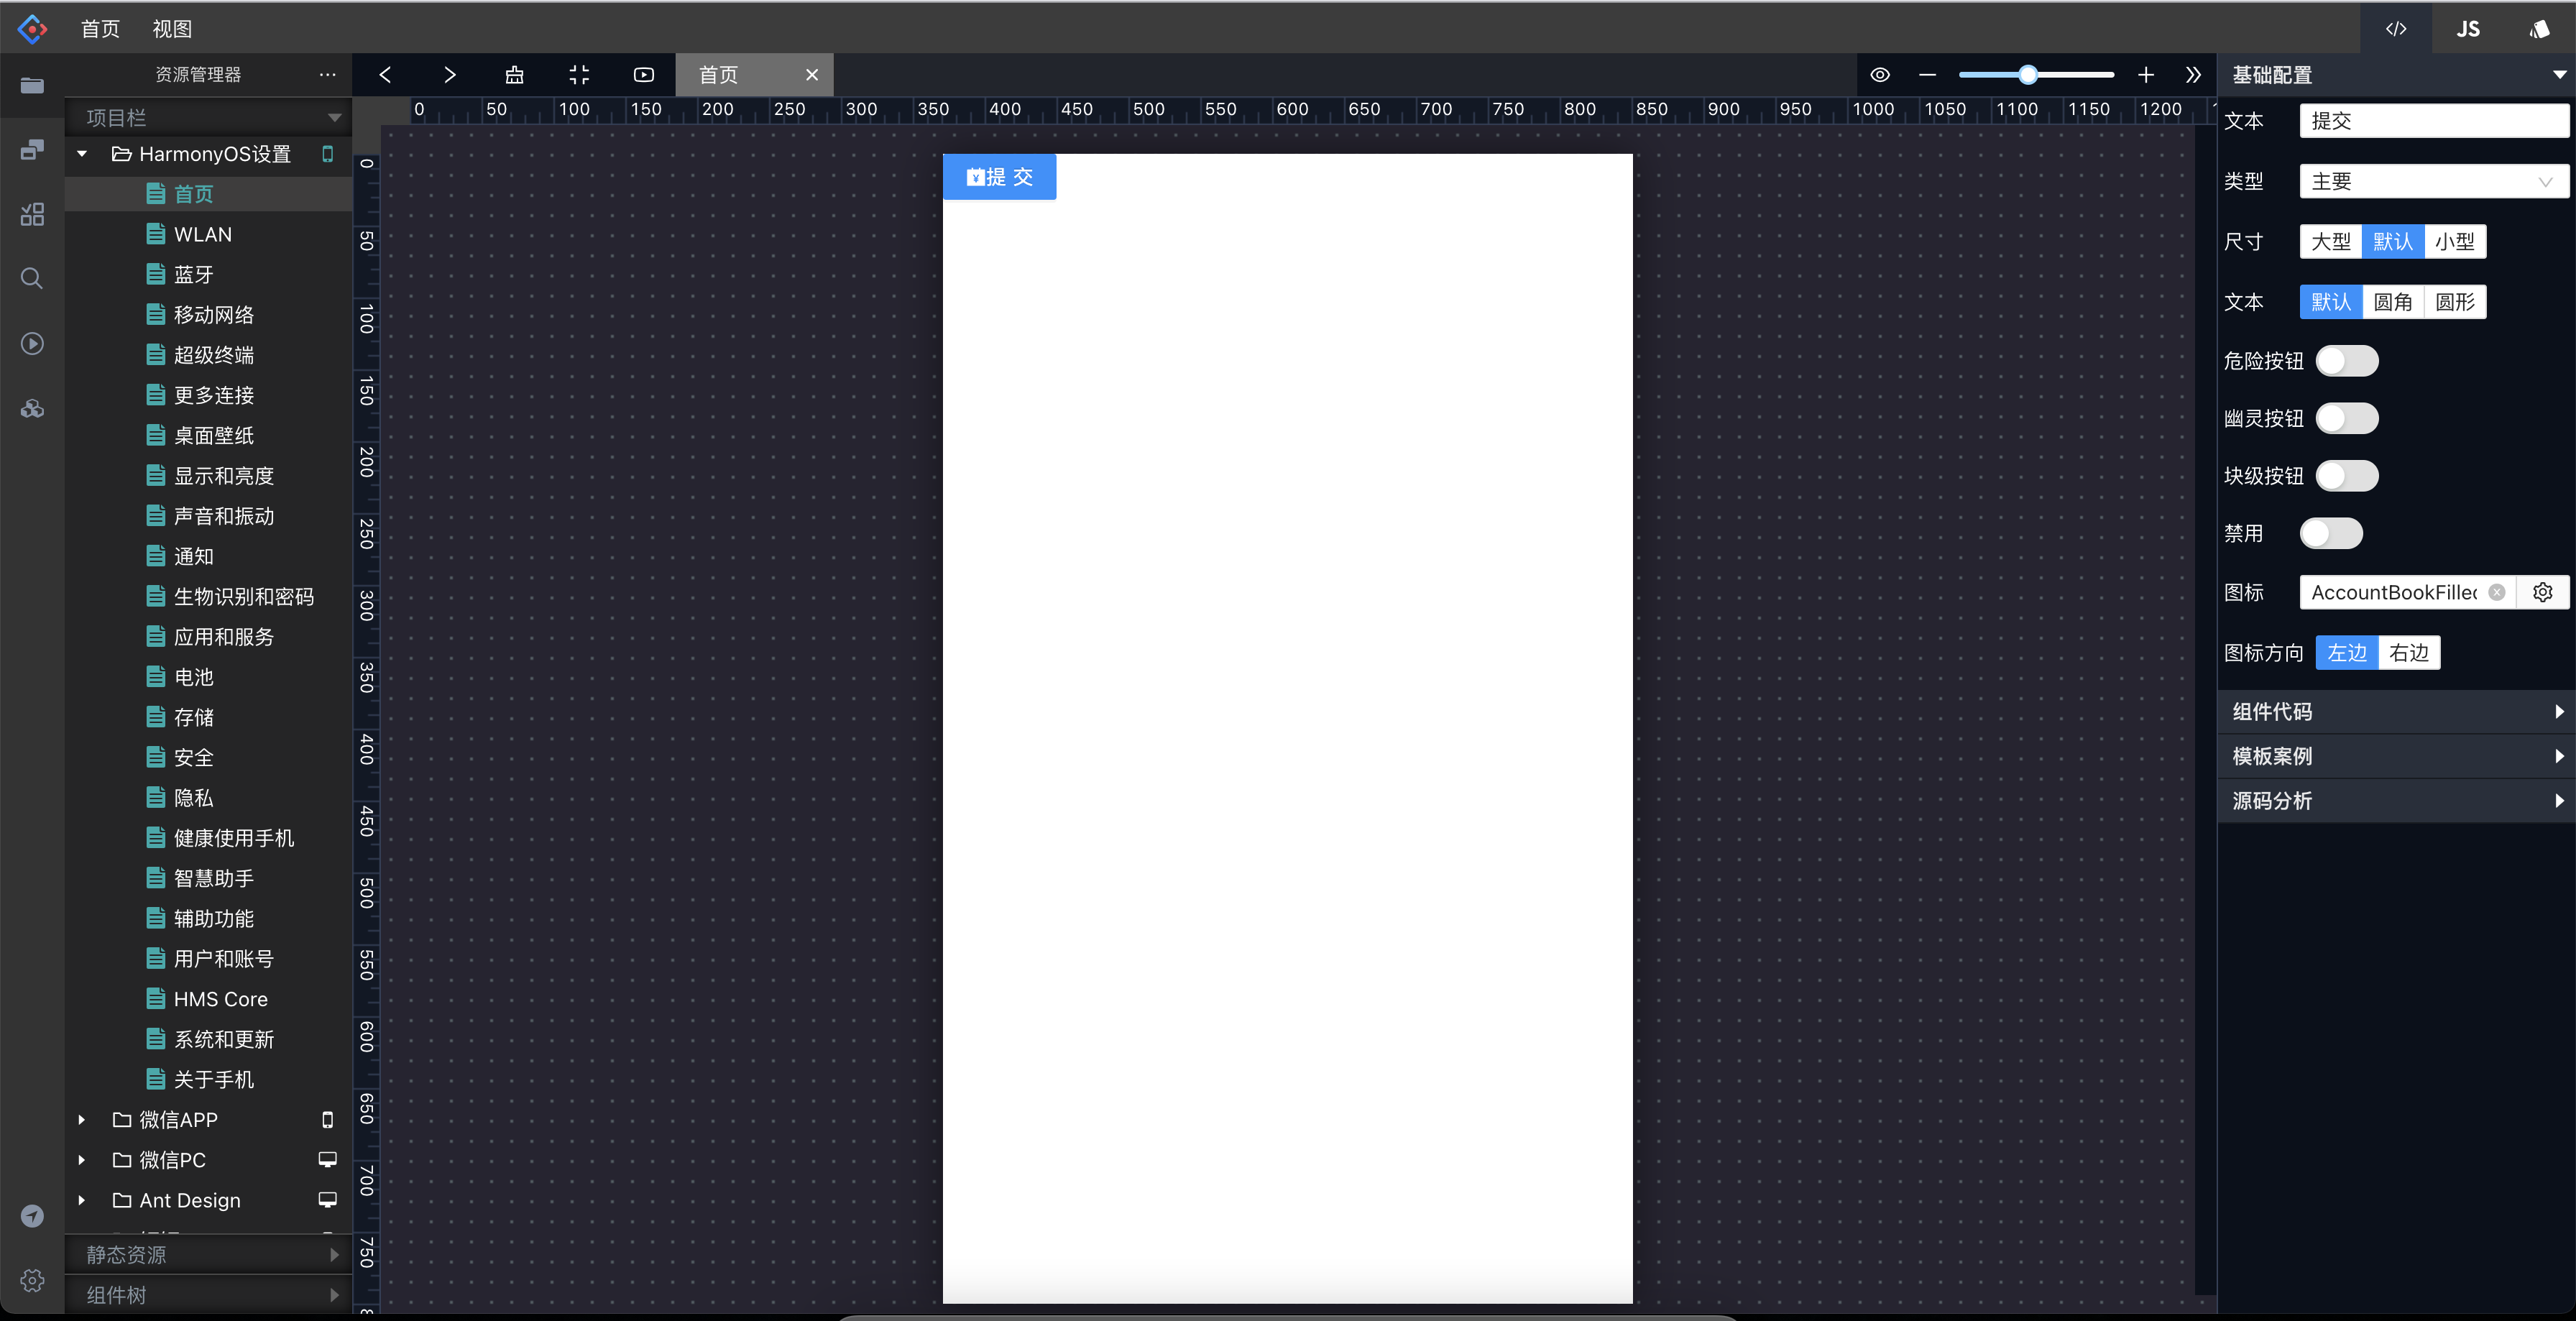 首页 视图
JS
资源管理器 ···
首页
基础配置
项目栏
0 50 100 150 200 250 300 350 400 450 500 550 600 650 700 750 800 850 900 950 1000 1050 1100 1150 1200
0
50
100
150
200
250
300
350
400
450
500
550
600
650
700
750
HarmonyOS设置
首页
WLAN
蓝牙
移动网络
超级终端
更多连接
桌面壁纸
显示和亮度
声音和振动
通知
生物识别和密码
应用和服务
电池
存储
安全
隐私
健康使用手机
智慧助手
辅助功能
用户和账号
HMS Core
系统和更新
关于手机
微信APP
微信PC
Ant Design
静态资源
组件树
¥提 交
文本 提交
类型 主要
尺寸 大型 默认 小型
文本 默认 圆角 圆形
危险按钮
幽灵按钮
块级按钮
禁用
图标 AccountBookFilled
图标方向 左边 右边
组件代码
模板案例
源码分析